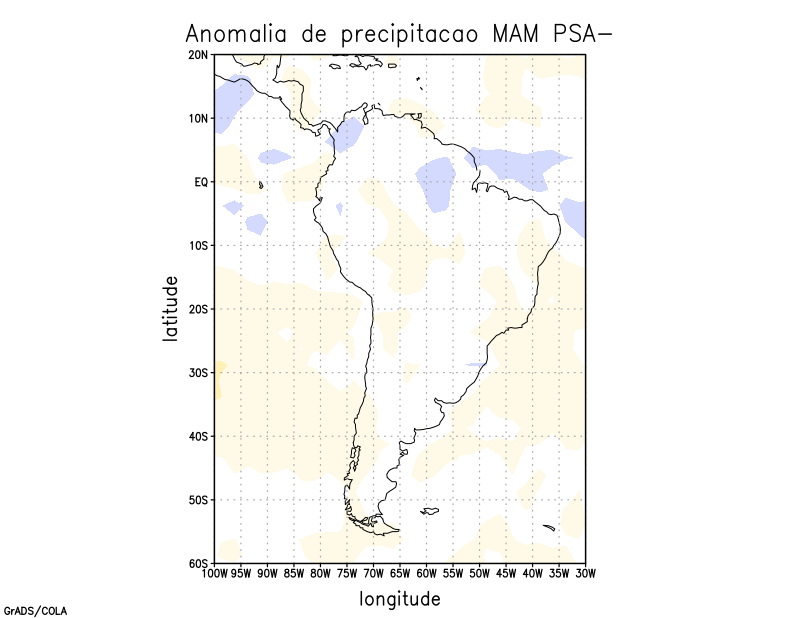 Anomalia de precipitacao MAM PSA-
20N
10N
EQ
10S
20S
30S
40S
50S
60S
latitude
100W 95W 90W 85W 80W 75W 70W 65W 60W 55W 50W 45W 40W 35W 30W
longitude
GrADS/COLA